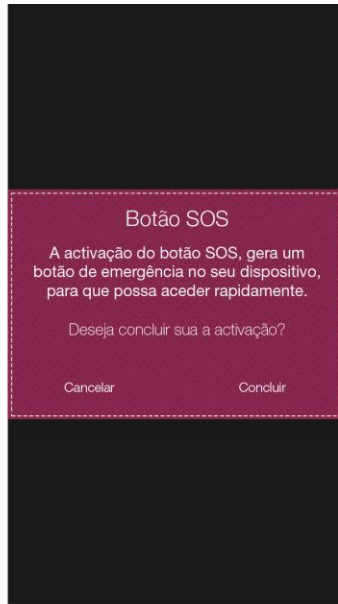 Botão SOS
A activação do botão SOS, gera um
botão de emergência no seu dispositivo,
para que possa aceder rapidamente.
Deseja concluir sua a activação?
Cancelar
Concluir